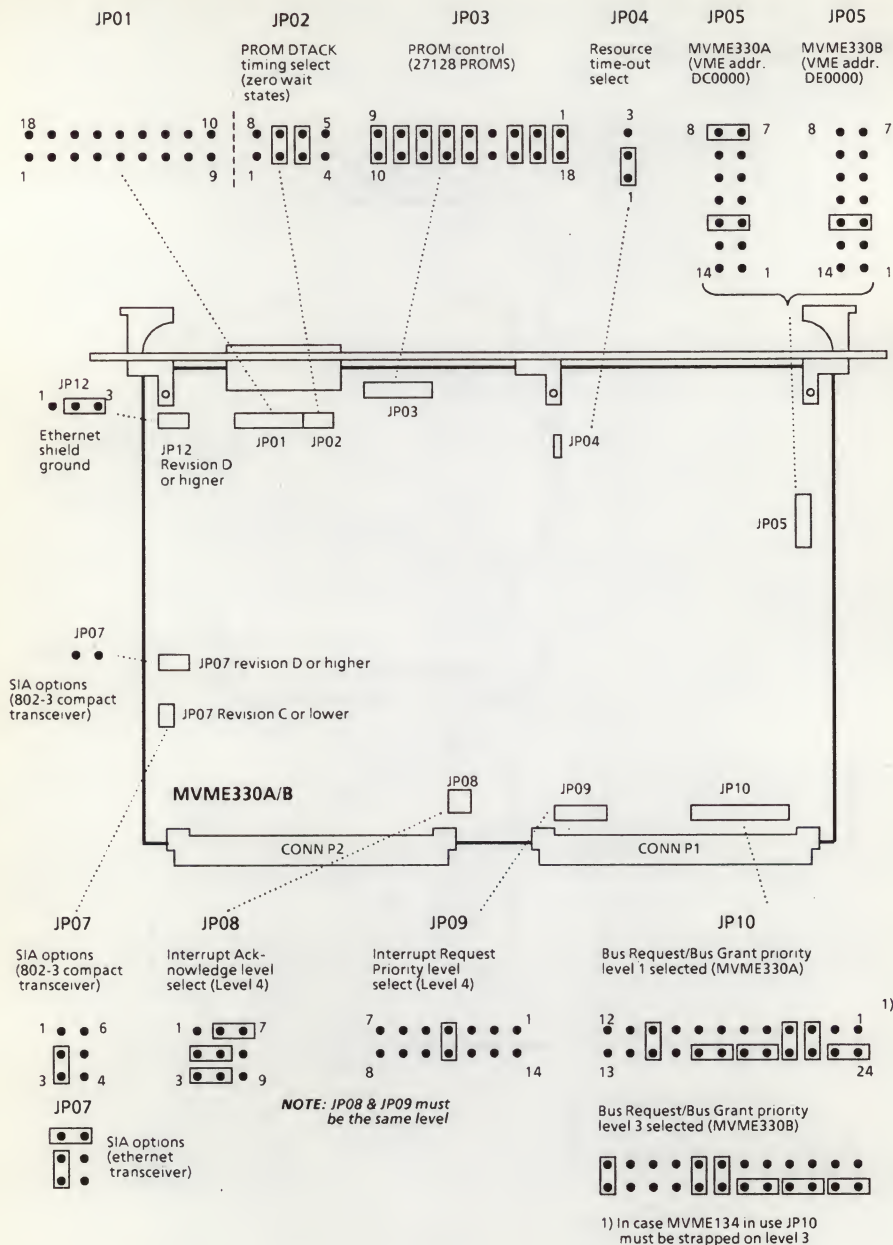 JP01 JP02 JP03 JP04 JP05 JP05
PROM DTACK
timing select
(zero wait
states)
PROM control
(27128 PROMS)
Resource
time-out
select
MVME330A
(VME addr.
DC0000)
MVME330B
(VME addr.
DE0000)
18 10
1 9
8 5
1 4
9 1
10 18
3
1
8 7
14 1
8 7
14 1
1 JP12 3
Ethernet
shield
ground
JP12
Revision D
or higner
JP01 JP02
JP03
JP04
JP05
JP07
SIA options
(802-3 compact
transceiver)
JP07 revision D or higher
JP07 Revision C or lower
MVME330A/B
JP08
JP09
JP10
CONN P2
CONN P1
JP07
SIA options
(802-3 compact
transceiver)
1 6
3 4
JP07
SIA options
(ethernet
transceiver)
JP08
Interrupt Ack-
nowledge level
select (Level 4)
1 7
3 9
JP09
Interrupt Request
Priority level
select (Level 4)
7 1
8 14
NOTE: JP08 & JP09 must
be the same level
JP10
Bus Request/Bus Grant priority
level 1 selected (MVME330A)
12 1 1)
13 24
Bus Request/Bus Grant priority
level 3 selected (MVME330B)
1) In case MVME134 in use JP10
must be strapped on level 3